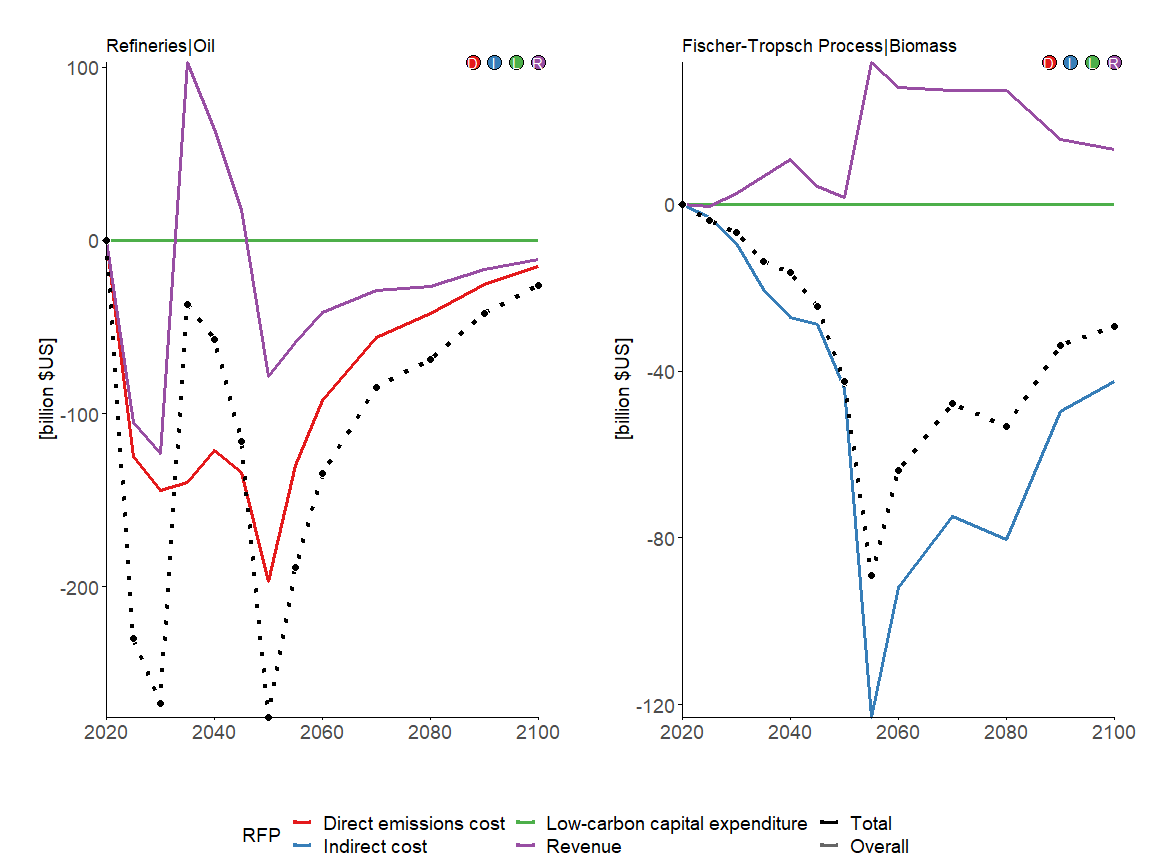 Refineries|Oil
D I L R
100
0
-100
-200
[billion $US]
2020 2040 2060 2080 2100
Fischer-Tropsch Process|Biomass
D I L R
0
-40
-80
-120
[billion $US]
2020 2040 2060 2080 2100
RFP
Direct emissions cost
Low-carbon capital expenditure
Total
Indirect cost
Revenue
Overall